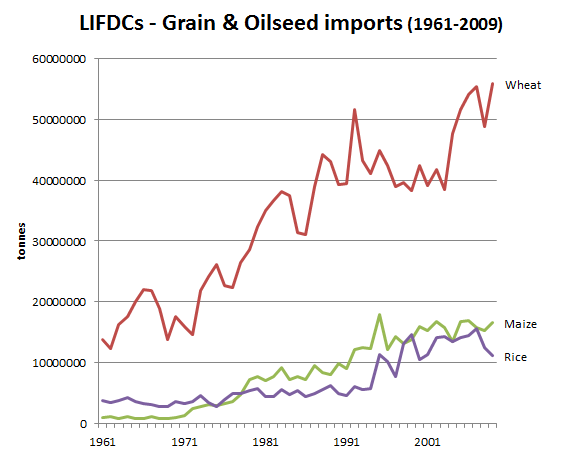 LIFDCs - Grain & Oilseed imports (1961-2009)
60000000
Wheat
50000000
40000000
tonnes
30000000
20000000
Maize
Rice
10000000
0
1961 1971 1981 1991 2001